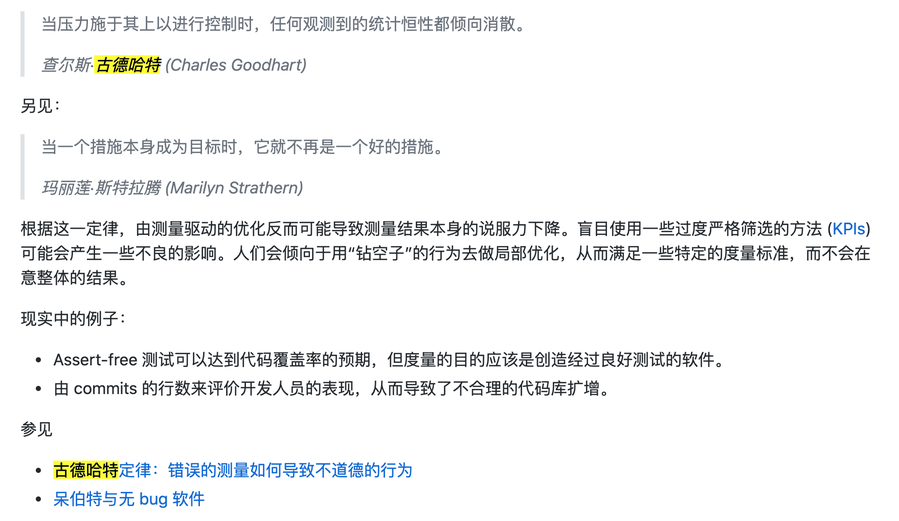 当压力施于其上以进行控制时，任何观测到的统计恒性都倾向消散。
查尔斯·古德哈特 (Charles Goodhart)
另见：
当一个措施本身成为目标时，它就不再是一个好的措施。
玛丽莲·斯特拉腾 (Marilyn Strathern)
根据这一定律，由测量驱动的优化反而可能导致测量结果本身的说服力下降。盲目使用一些过度严格筛选的方法 (KPIs)
可能会产生一些不良的影响。人们会倾向于用“钻空子”的行为去做局部优化，从而满足一些特定的度量标准，而不会在
意整体的结果。
现实中的例子：
• Assert-free 测试可以达到代码覆盖率的预期，但度量的目的应该是创造经过良好测试的软件。
• 由 commits 的行数来评价开发人员的表现，从而导致了不合理的代码库扩增。
参见
• 古德哈特定律：错误的测量如何导致不道德的行为
• 呆伯特与无 bug 软件